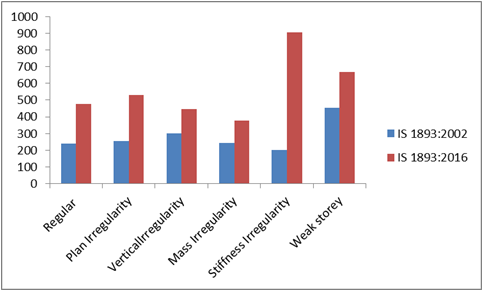 1000
900
800
700
600
500
400
300
200
100
0
Regular
Plan Irregularity
VerticalIrregularity
Mass Irregularity
Stiffness Irregularity
Weak storey
IS 1893:2002
IS 1893:2016